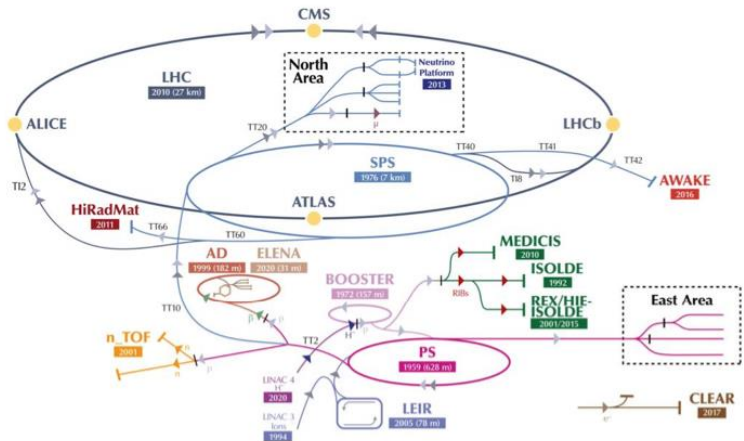 CMS
LHC
2010 (27 km)
North
Area
Neutrino
Platform
2013
μ
ALICE
LHCb
TT20
TT40
TT41
TI8
TT42
SPS
1976 (7 km)
AWAKE
2016
TI2
ATLAS
HiRadMat
2011
TT66
TT60
AD
1999 (182 m)
ELENA
2020 (31 m)
BOOSTER
1972 (157 m)
MEDICIS
2010
ISOLDE
1992
RIBs
REX/HIE-
ISOLDE
2001/2015
East Area
TT10
TT2
p
p
H-
n_TOF
2001
n
n
p
PS
1959 (628 m)
LINAC 4
H-
2020
LINAC 3
Ions
1994
LEIR
2005 (78 m)
CLEAR
2017
e-